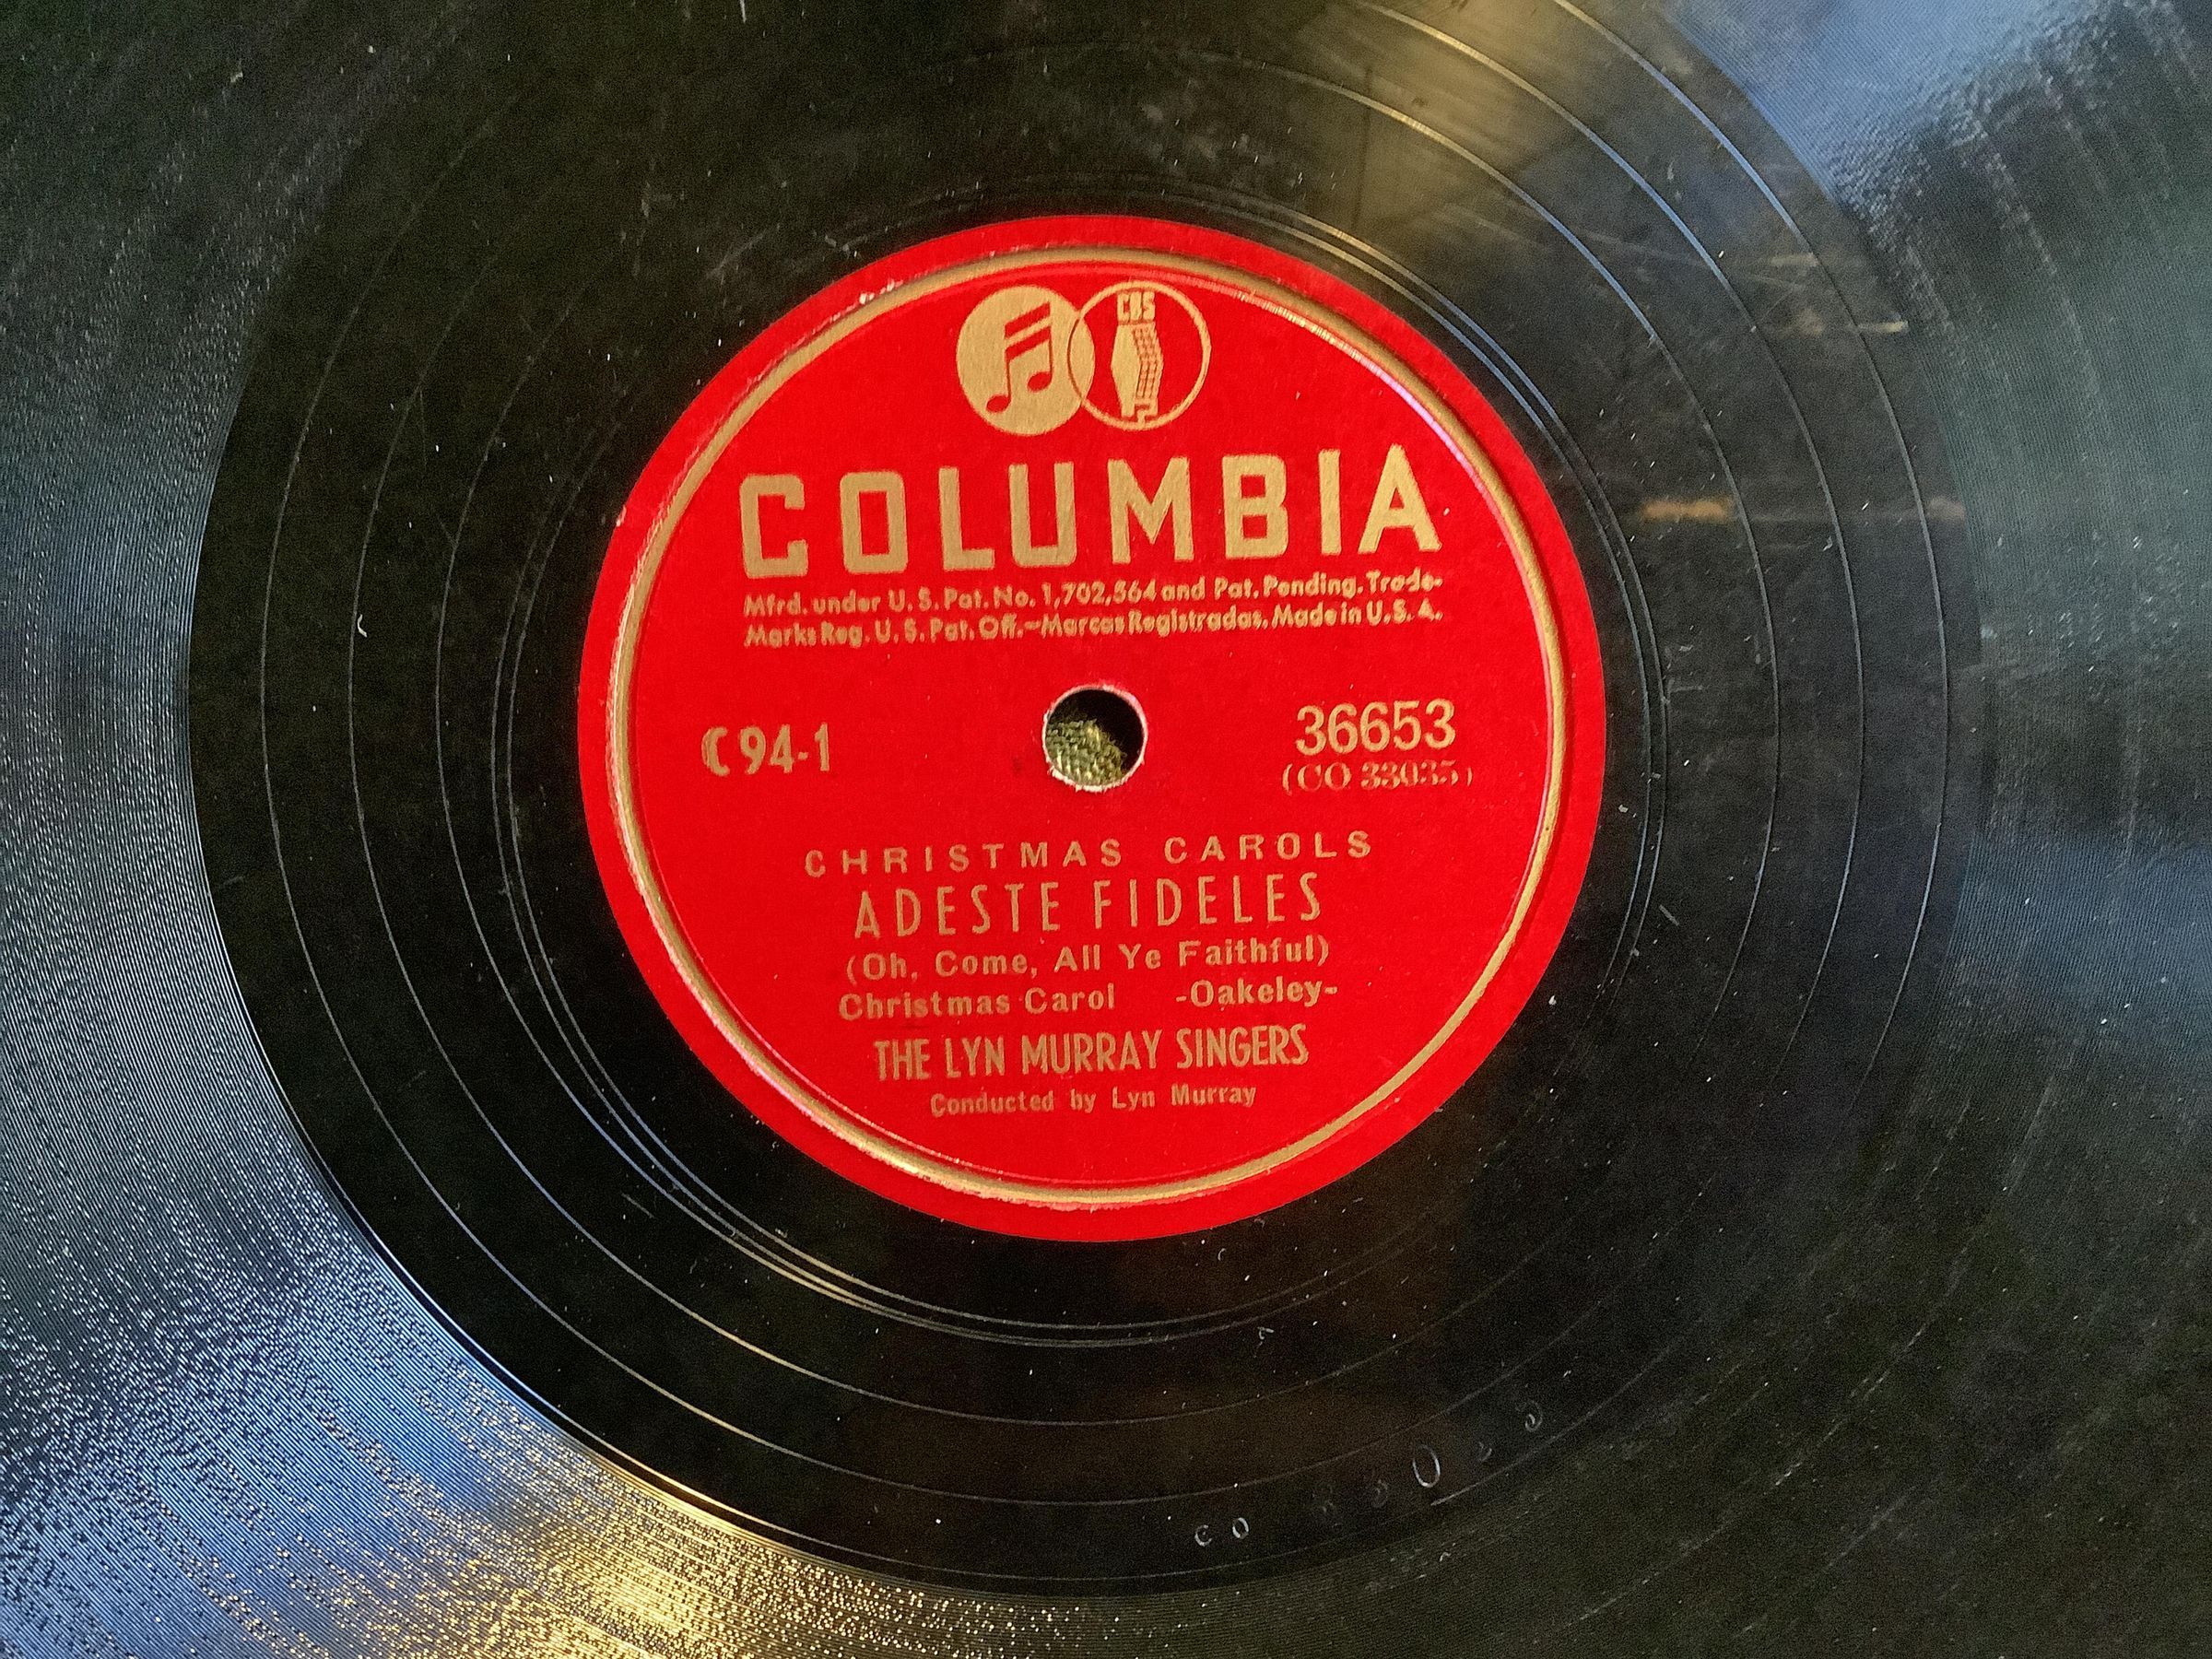 CBS
COLUMBIA
Mfrd. under U. S. Pat. No. 1,702,564 and Pat. Pending. Trade-
Marks Reg. U. S. Pat. Off.-Marcas Registradas. Made in U. S. A.
C 94-1
36653
(CO 33035)
CHRISTMAS CAROLS
ADESTE FIDELES
(Oh, Come, All Ye Faithful)
Christmas Carol -Oakeley-
THE LYN MURRAY SINGERS
Conducted by Lyn Murray
CO